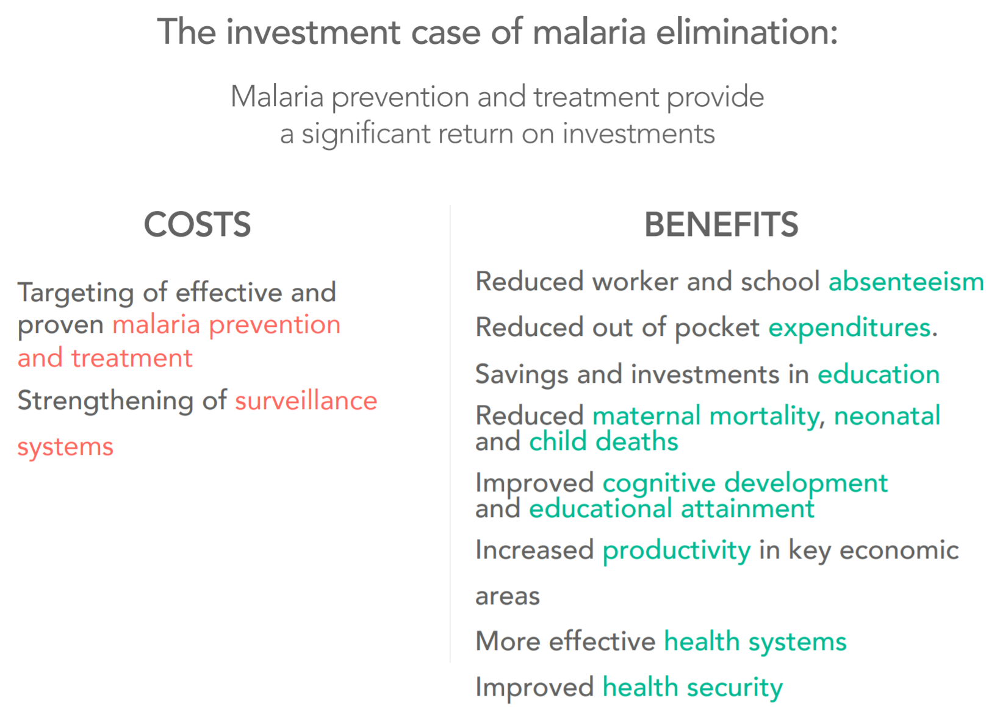 The investment case of malaria elimination:
Malaria prevention and treatment provide
a significant return on investments
COSTS
Targeting of effective and
proven malaria prevention
and treatment
Strengthening of surveillance
systems
BENEFITS
Reduced worker and school absenteeism
Reduced out of pocket expenditures.
Savings and investments in education
Reduced maternal mortality, neonatal
and child deaths
Improved cognitive development
and educational attainment
Increased productivity in key economic
areas
More effective health systems
Improved health security